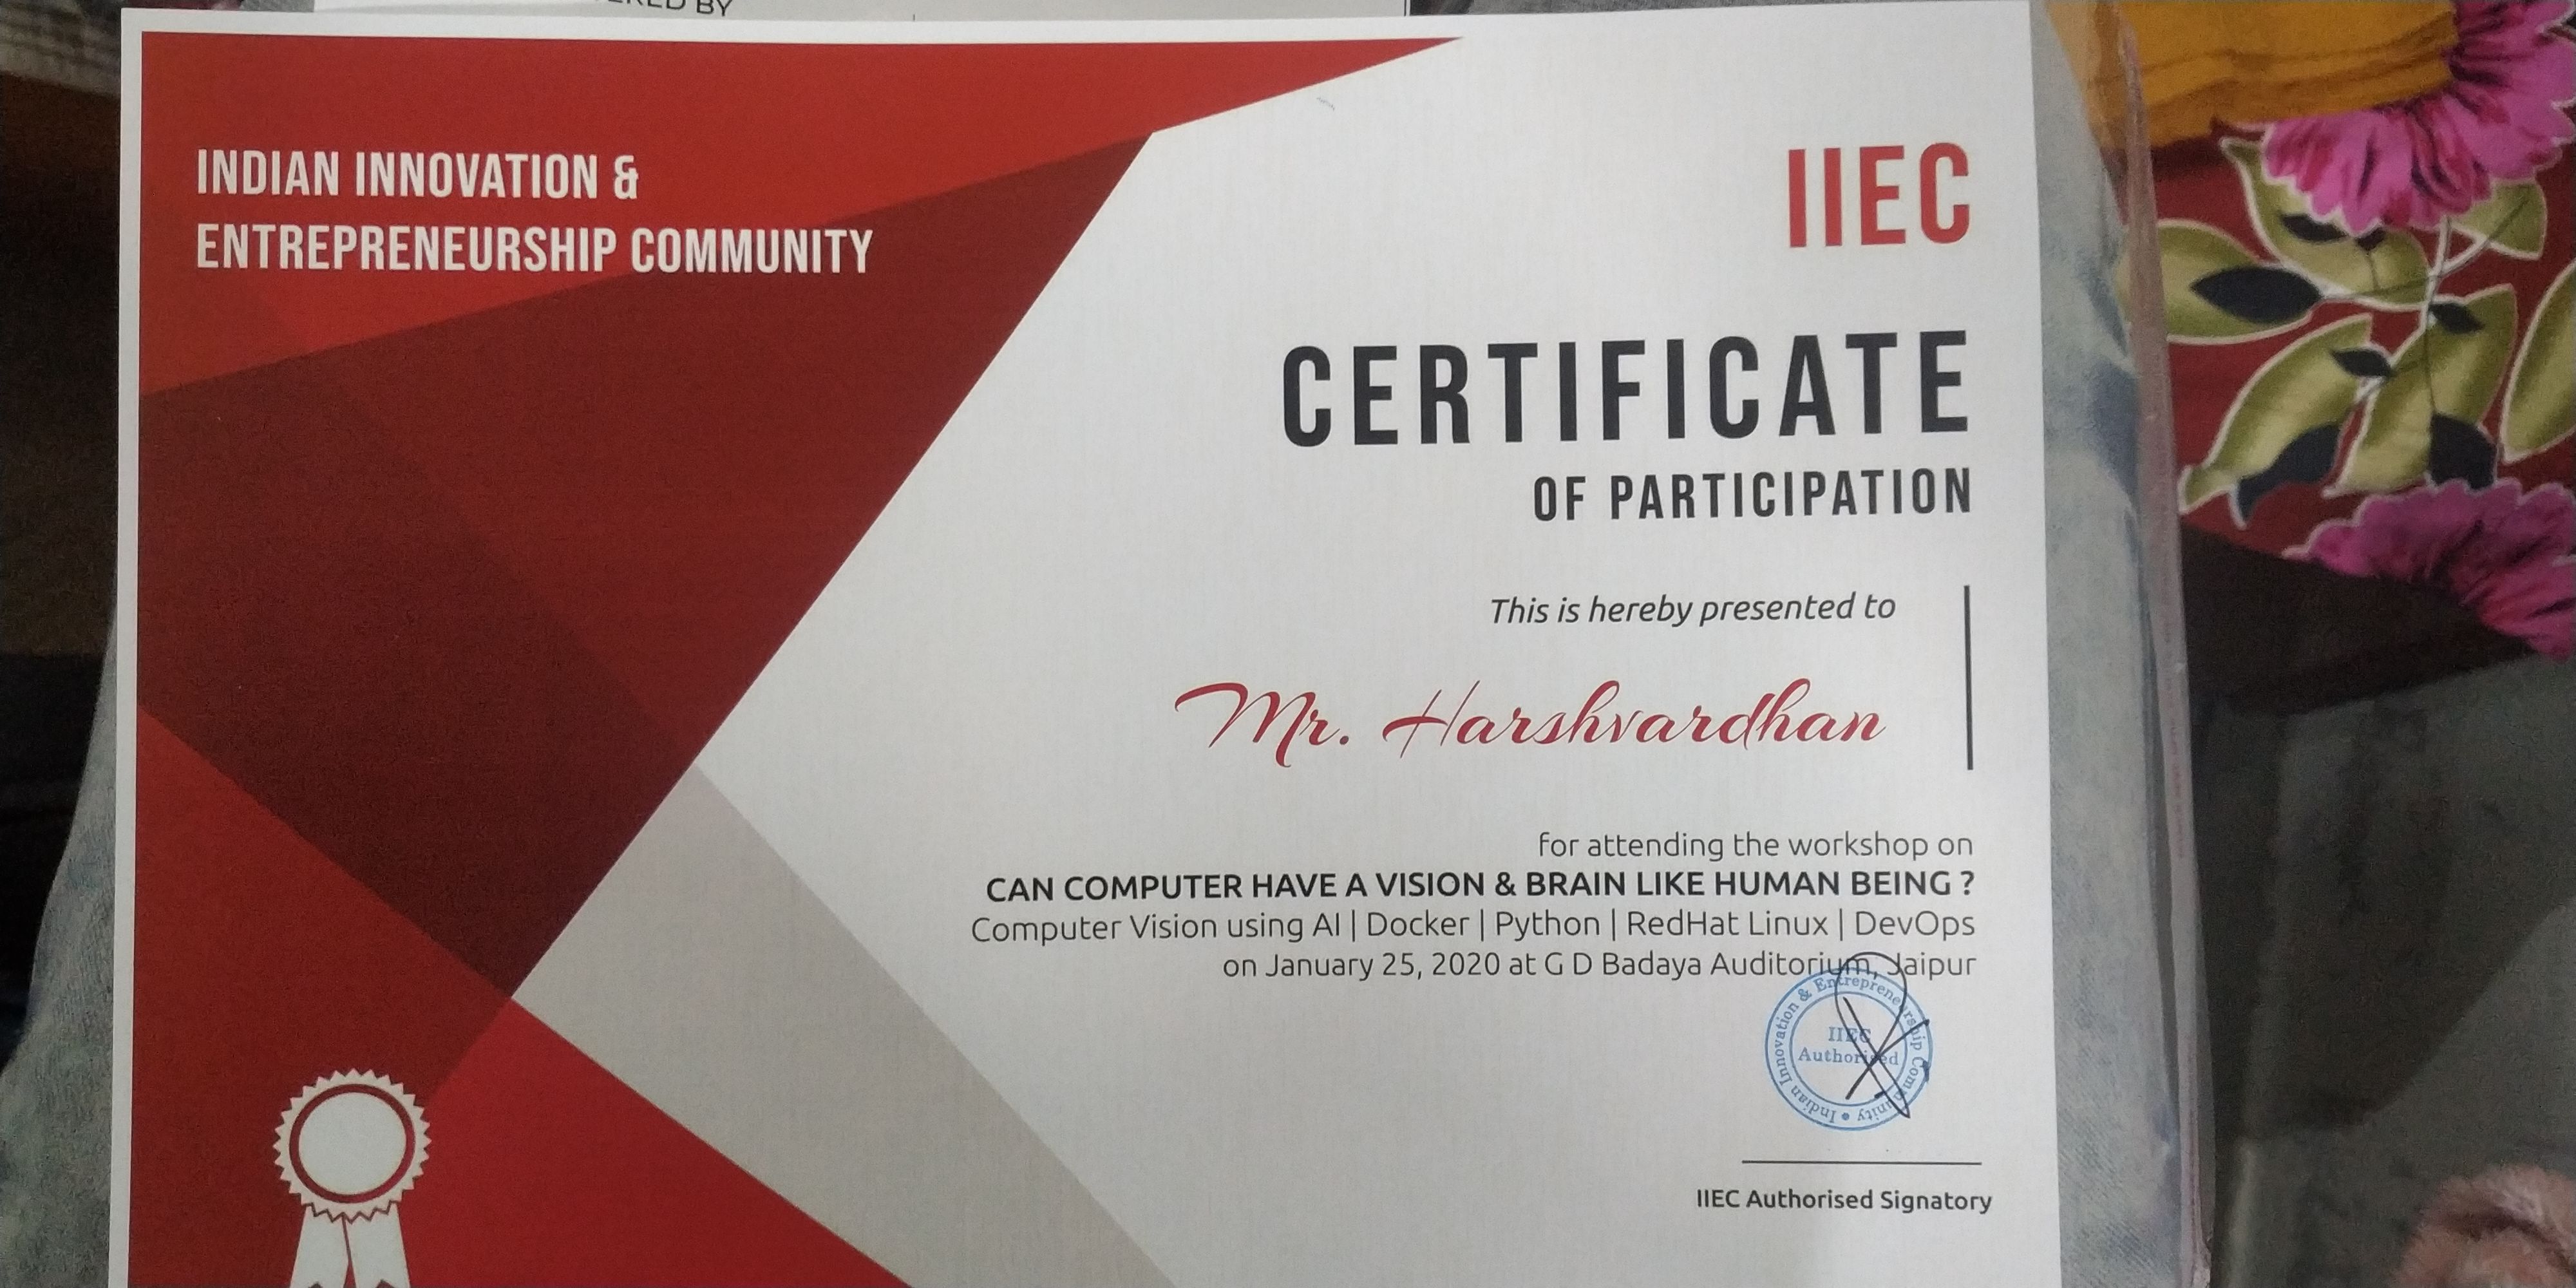 INDIAN INNOVATION &
ENTREPRENEURSHIP COMMUNITY
IIEC
CERTIFICATE
OF PARTICIPATION
This is hereby presented to
Mr. Harshvardhan
for attending the workshop on
CAN COMPUTER HAVE A VISION & BRAIN LIKE HUMAN BEING ?
Computer Vision using AI | Docker | Python | RedHat Linux | DevOps
on January 25, 2020 at G D Badaya Auditorium, Jaipur
Indian Innovation & Entrepreneurship Community
IIEC
Authorised
IIEC Authorised Signatory
BY